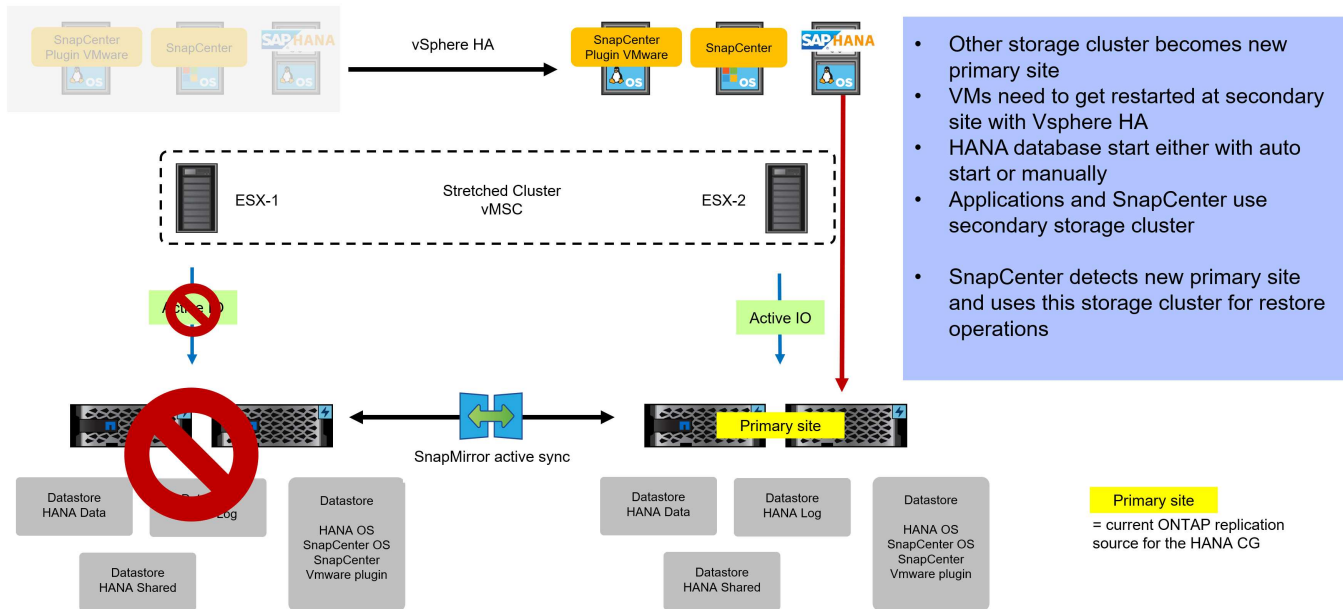 SnapCenter
Plugin VMware
SnapCenter
SAP HANA
OS
OS
OS
vSphere HA
SnapCenter
Plugin VMware
SnapCenter
SAP HANA
OS
OS
OS
• Other storage cluster becomes new
primary site
• VMs need to get restarted at secondary
site with Vsphere HA
• HANA database start either with auto
start or manually
• Applications and SnapCenter use
secondary storage cluster
• SnapCenter detects new primary site
and uses this storage cluster for restore
operations
ESX-1
Stretched Cluster
vMSC
ESX-2
Active IO
Active IO
Primary site
SnapMirror active sync
Datastore
HANA Data
Log
Datastore
HANA OS
SnapCenter OS
SnapCenter
Vmware plugin
Datastore
HANA Shared
Datastore
HANA Data
Datastore
HANA Log
Datastore
HANA OS
SnapCenter OS
SnapCenter
Vmware plugin
Datastore
HANA Shared
Primary site
= current ONTAP replication
source for the HANA CG